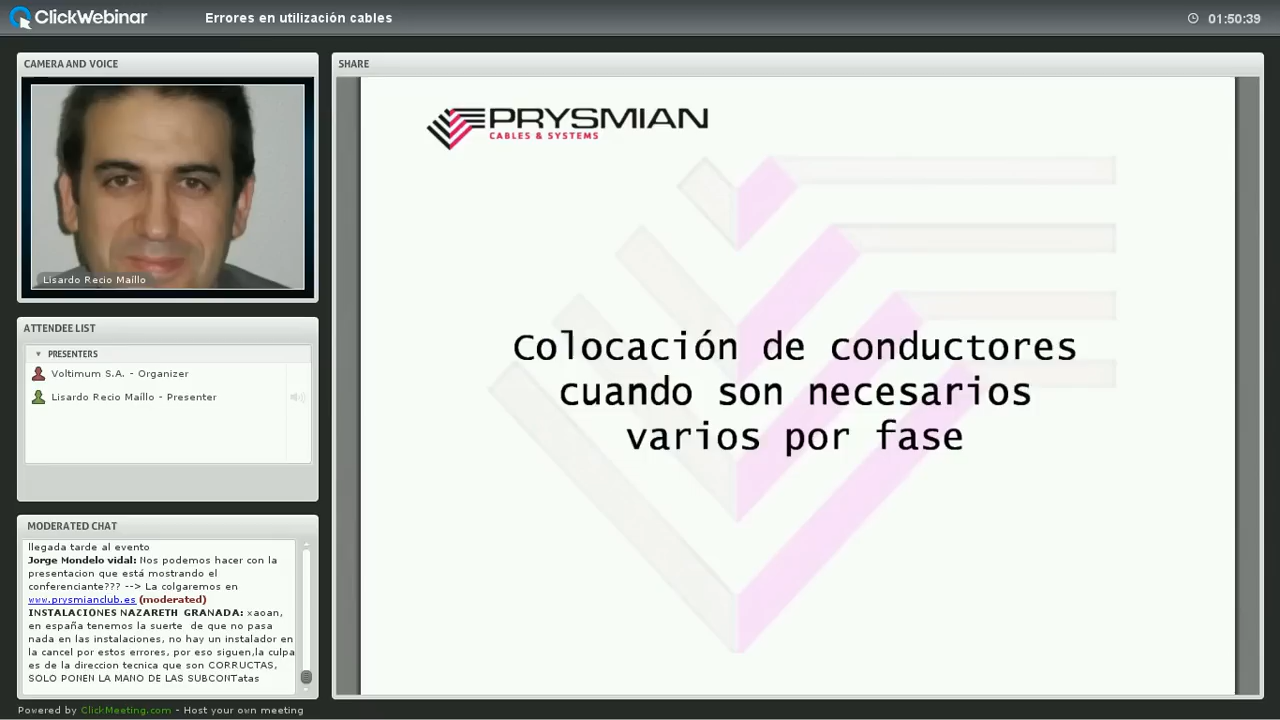 ClickWebinar
Errores en utilización cables
01:50:39
CAMERA AND VOICE
Lisardo Recio Maíllo
ATTENDEE LIST
PRESENTERS
Voltimum S.A. - Organizer
Lisardo Recio Maíllo - Presenter
MODERATED CHAT
llegada tarde al evento
Jorge Mondelo vidal: Nos podemos hacer con la
presentacion que está mostrando el
conferenciante??? --> La colgaremos en
www.prysmianclub.es (moderated)
INSTALACIONES NAZARETH GRANADA: xaoan,
en españa tenemos la suerte de que no pasa
nada en las instalaciones, no hay un instalador en
la cancel por estos errores, por eso siguen,la culpa
es de la direccion tecnica que son CORRUCTAS,
SOLO PONEN LA MANO DE LAS SUBCONTatas
SHARE
PRYSMIAN
CABLES & SYSTEMS
Colocación de conductores
cuando son necesarios
varios por fase
Powered by ClickMeeting.com - Host your own meeting